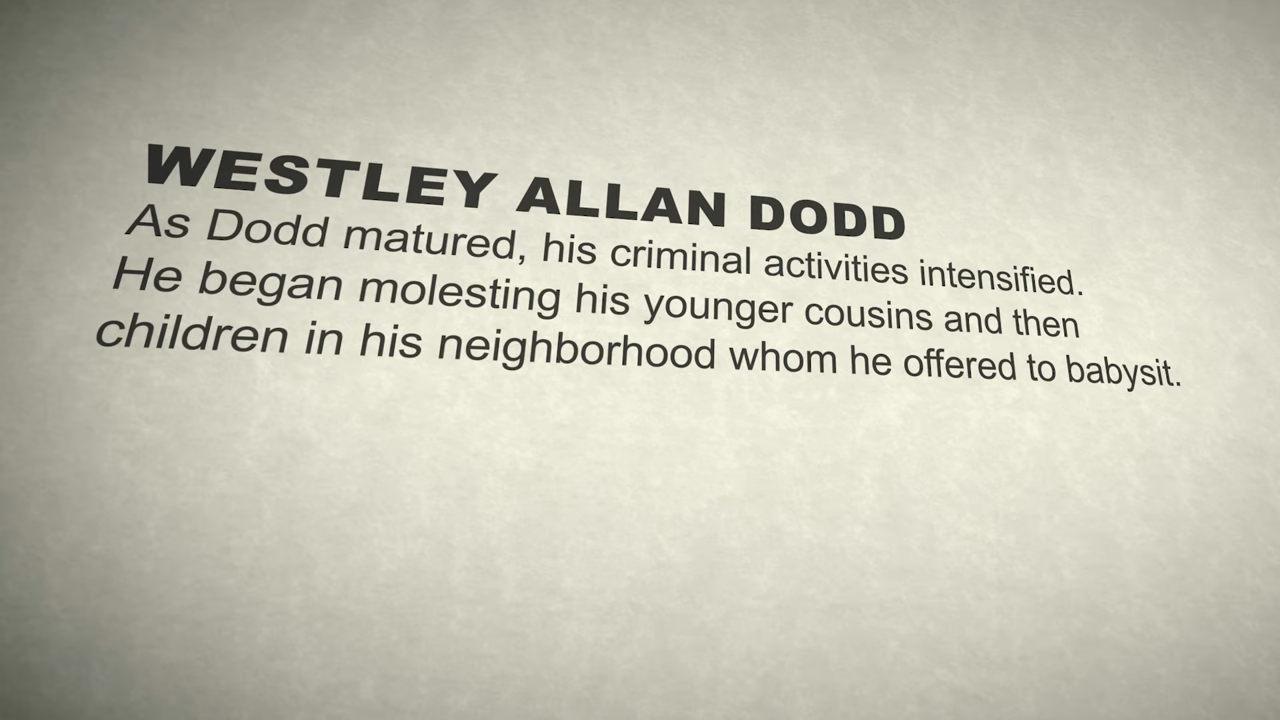 WESTLEY ALLAN DODD
As Dodd matured, his criminal activities intensified.
He began molesting his younger cousins and then
children in his neighborhood whom he offered to babysit.